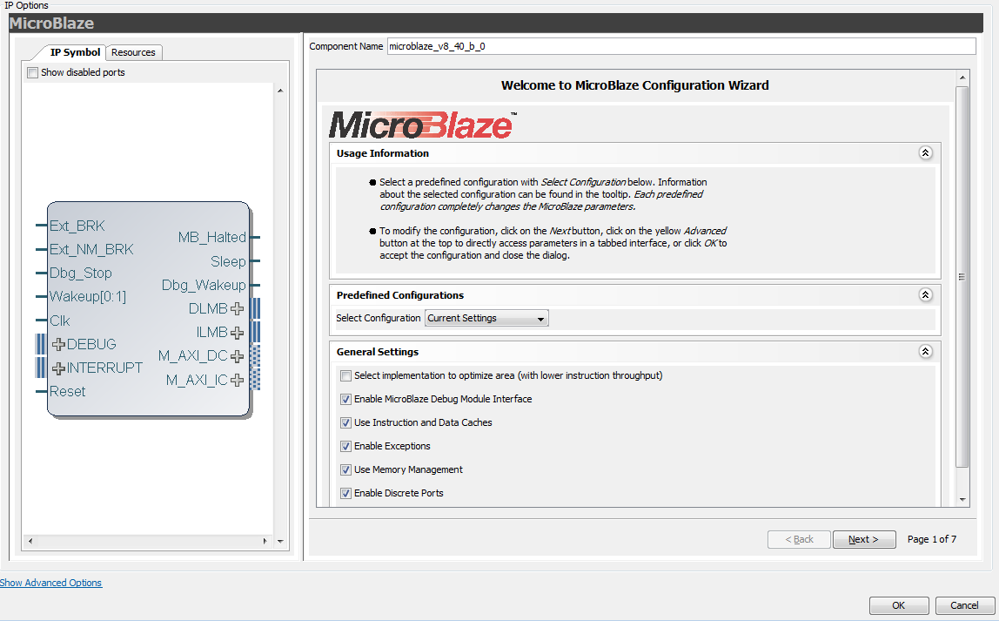 IP Options
MicroBlaze
IP Symbol
Resources
Show disabled ports
Ext_BRK
Ext_NM_BRK
Dbg_Stop
Wakeup[0:1]
Clk
DEBUG
INTERRUPT
Reset
MB_Halted
Sleep
Dbg_Wakeup
DLMB
ILMB
M_AXI_DC
M_AXI_IC
Component Name microblaze_v8_40_b_0
Welcome to MicroBlaze Configuration Wizard
MicroBlaze™
Usage Information
Select a predefined configuration with Select Configuration below. Information
about the selected configuration can be found in the tooltip. Each predefined
configuration completely changes the MicroBlaze parameters.
To modify the configuration, click on the Next button, click on the yellow Advanced
button at the top to directly access parameters in a tabbed interface, or click OK to
accept the configuration and close the dialog.
Predefined Configurations
Select Configuration Current Settings
General Settings
Select implementation to optimize area (with lower instruction throughput)
Enable MicroBlaze Debug Module Interface
Use Instruction and Data Caches
Enable Exceptions
Use Memory Management
Enable Discrete Ports
< Back
Next >
Page 1 of 7
Show Advanced Options
OK
Cancel